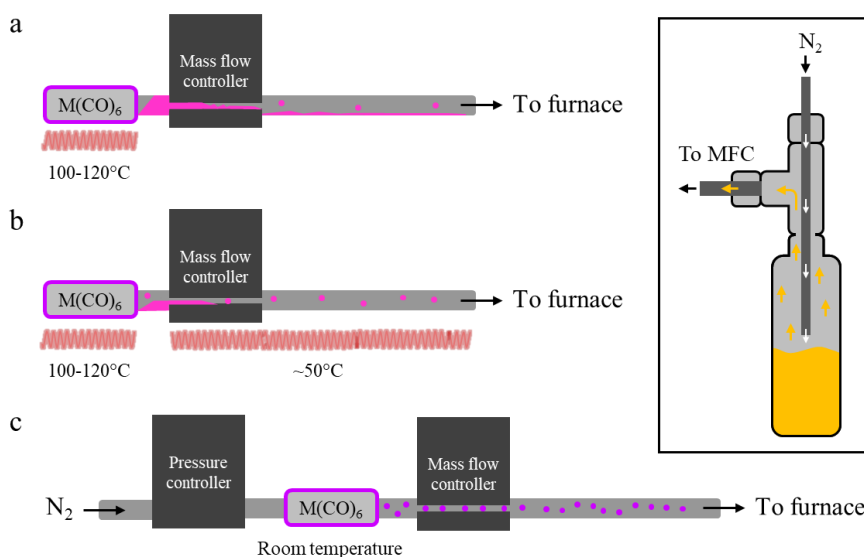 a
Mass flow
controller
M(CO)₆
To furnace
100-120°C
b
Mass flow
controller
M(CO)₆
To furnace
100-120°C
~50°C
c
Pressure
controller
Mass flow
controller
N₂
M(CO)₆
To furnace
Room temperature
N₂
To MFC